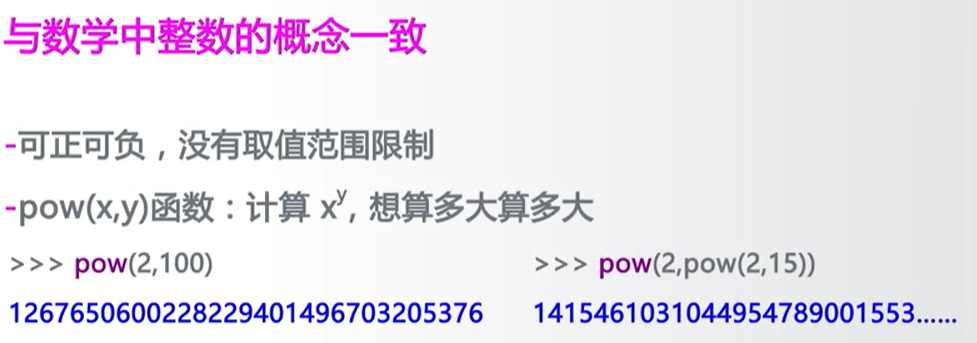 与数学中整数的概念一致
-可正可负，没有取值范围限制
-pow(x,y)函数：计算 xʸ, 想算多大算多大
>>> pow(2,100)
1267650600228229401496703205376
>>> pow(2,pow(2,15))
1415461031044954789001553……